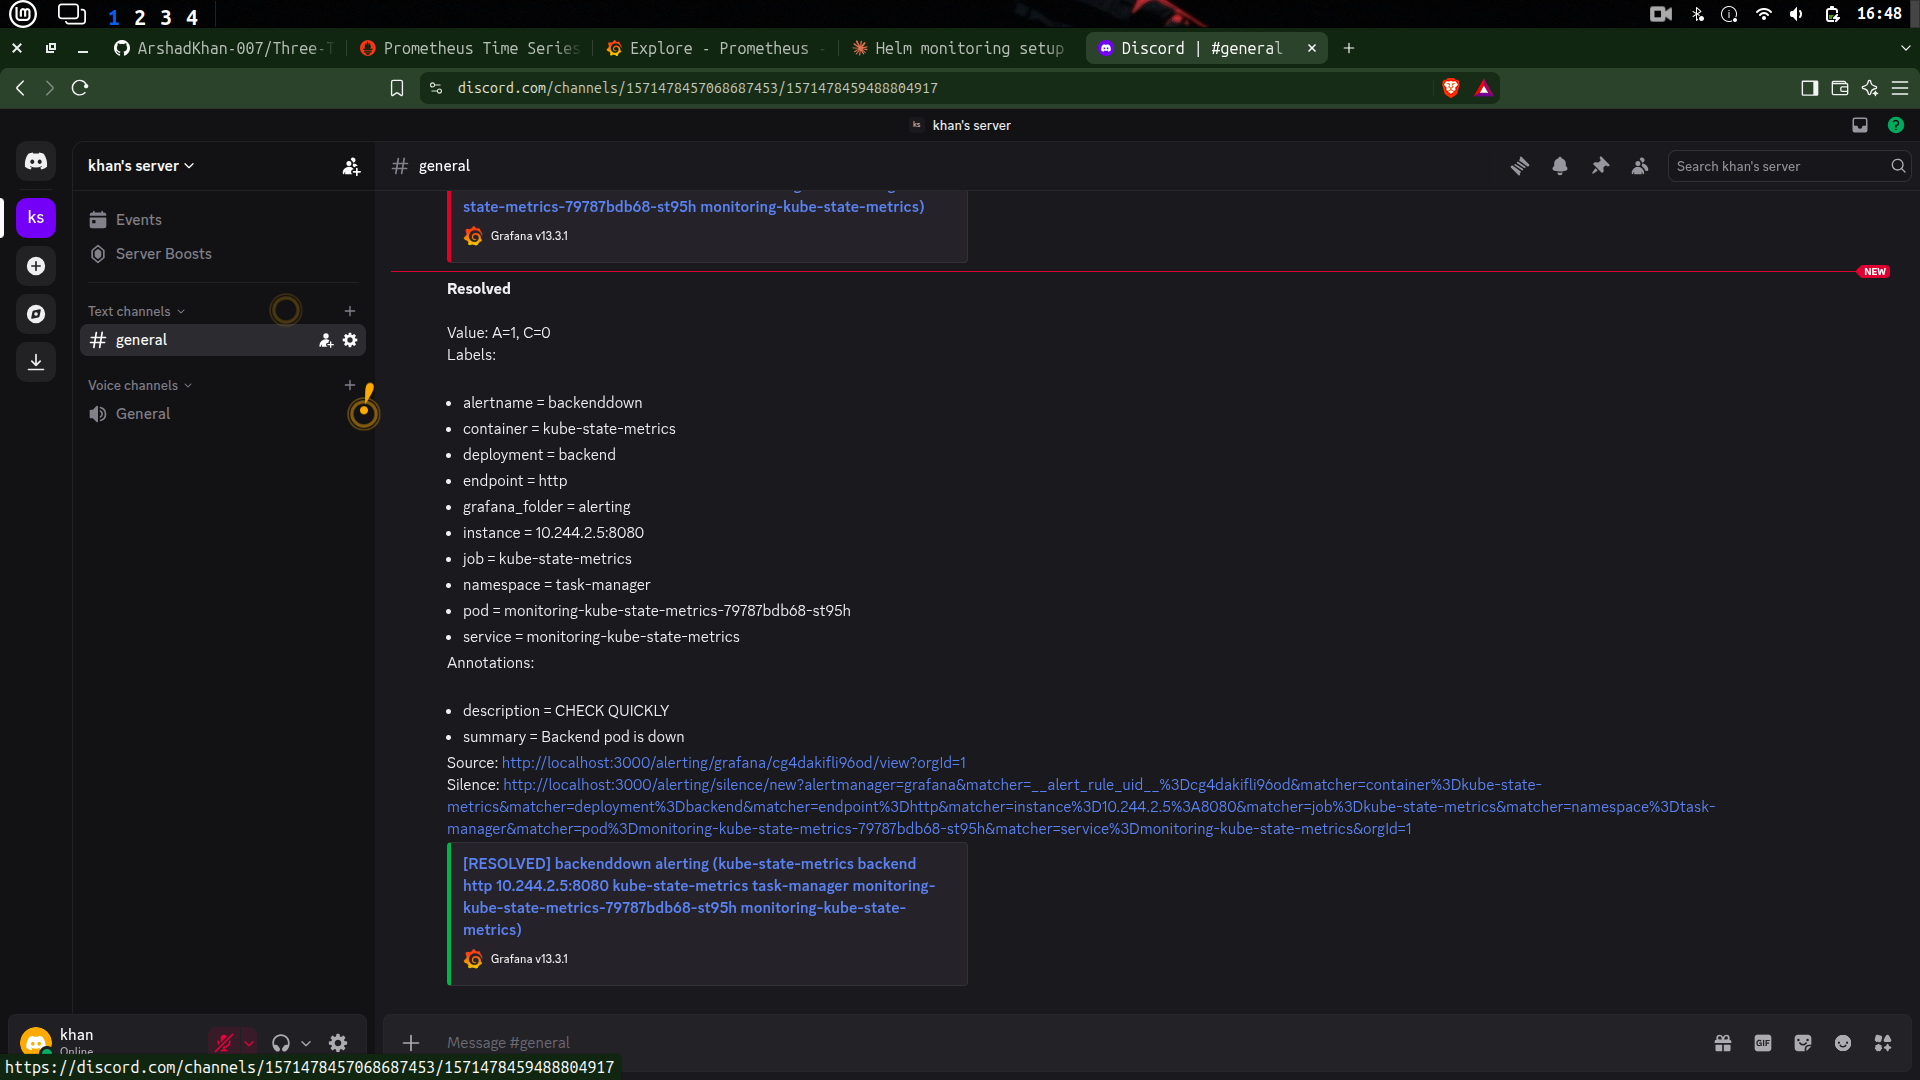 1 2 3 4
16:48
ArshadKhan-007/Three-T
Prometheus Time Series
Explore - Prometheus -
Helm monitoring setup
Discord | #general
discord.com/channels/1571478457068687453/1571478459488804917
ks khan's server
khan's server
general
Search khan's server
ks
Events
Server Boosts
Text channels
general
Voice channels
General
state-metrics-79787bdb68-st95h monitoring-kube-state-metrics)
Grafana v13.3.1
NEW
Resolved
Value: A=1, C=0
Labels:
• alertname = backenddown
• container = kube-state-metrics
• deployment = backend
• endpoint = http
• grafana_folder = alerting
• instance = 10.244.2.5:8080
• job = kube-state-metrics
• namespace = task-manager
• pod = monitoring-kube-state-metrics-79787bdb68-st95h
• service = monitoring-kube-state-metrics
Annotations:
• description = CHECK QUICKLY
• summary = Backend pod is down
Source: http://localhost:3000/alerting/grafana/cg4dakifli96od/view?orgId=1
Silence: http://localhost:3000/alerting/silence/new?alertmanager=grafana&matcher=__alert_rule_uid__%3Dcg4dakifli96od&matcher=container%3Dkube-state-
metrics&matcher=deployment%3Dbackend&matcher=endpoint%3Dhttp&matcher=instance%3D10.244.2.5%3A8080&matcher=job%3Dkube-state-metrics&matcher=namespace%3Dtask-
manager&matcher=pod%3Dmonitoring-kube-state-metrics-79787bdb68-st95h&matcher=service%3Dmonitoring-kube-state-metrics&orgId=1
[RESOLVED] backenddown alerting (kube-state-metrics backend
http 10.244.2.5:8080 kube-state-metrics task-manager monitoring-
kube-state-metrics-79787bdb68-st95h monitoring-kube-state-
metrics)
Grafana v13.3.1
khan
Online
Message #general
GIF
https://discord.com/channels/1571478457068687453/1571478459488804917